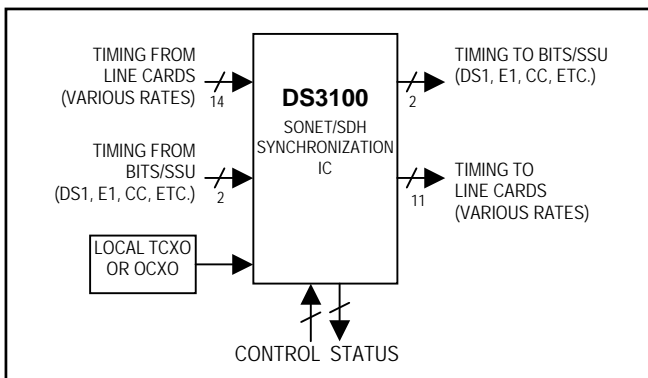 TIMING FROM
LINE CARDS
(VARIOUS RATES)
14
TIMING FROM
BITS/SSU
(DS1, E1, CC, ETC.)
2
LOCAL TCXO
OR OCXO
DS3100
SONET/SDH
SYNCHRONIZATION
IC
TIMING TO BITS/SSU
(DS1, E1, CC, ETC.)
2
TIMING TO
LINE CARDS
(VARIOUS RATES)
11
CONTROL STATUS